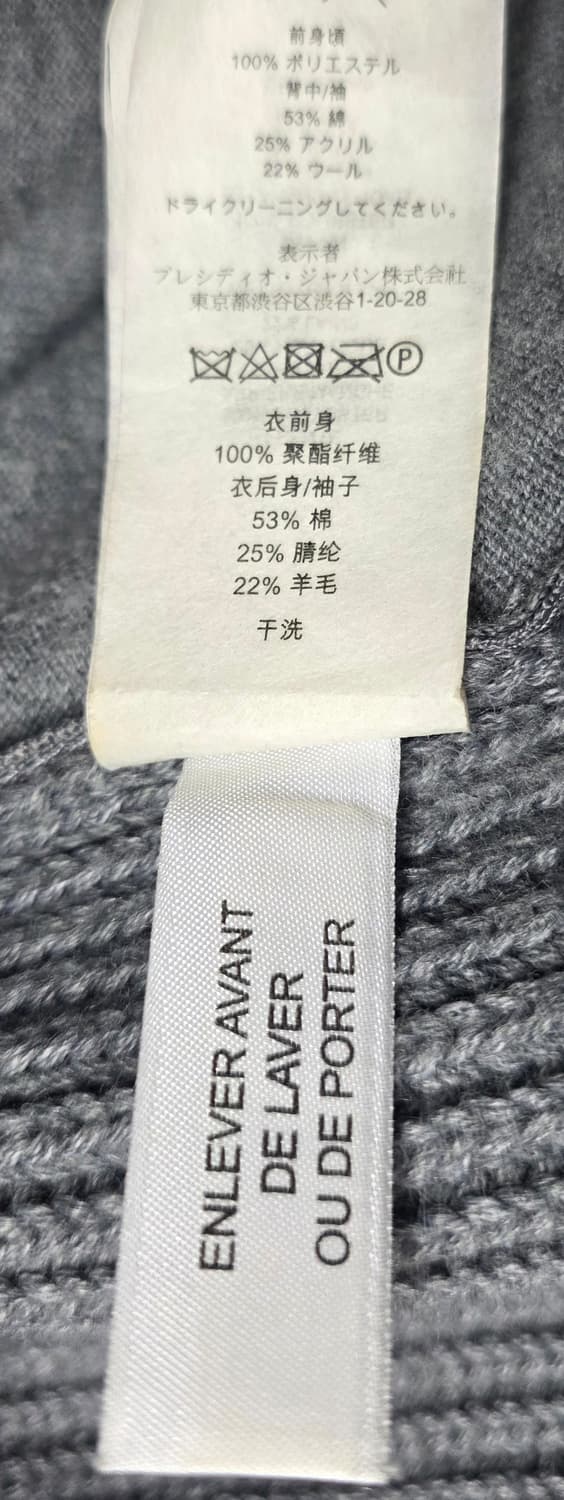 前身頃
100% ポリエステル
背中/袖
53% 綿
25% アクリル
22% ウール
ドライクリーニングしてください。
表示者
プレシディオ・ジャパン株式会社
東京都渋谷区渋谷1-20-28
P
衣前身
100% 聚酯纤维
衣后身/袖子
53% 棉
25% 腈纶
22% 羊毛
干洗
ENLEVER AVANT
DE LAVER
OU DE PORTER